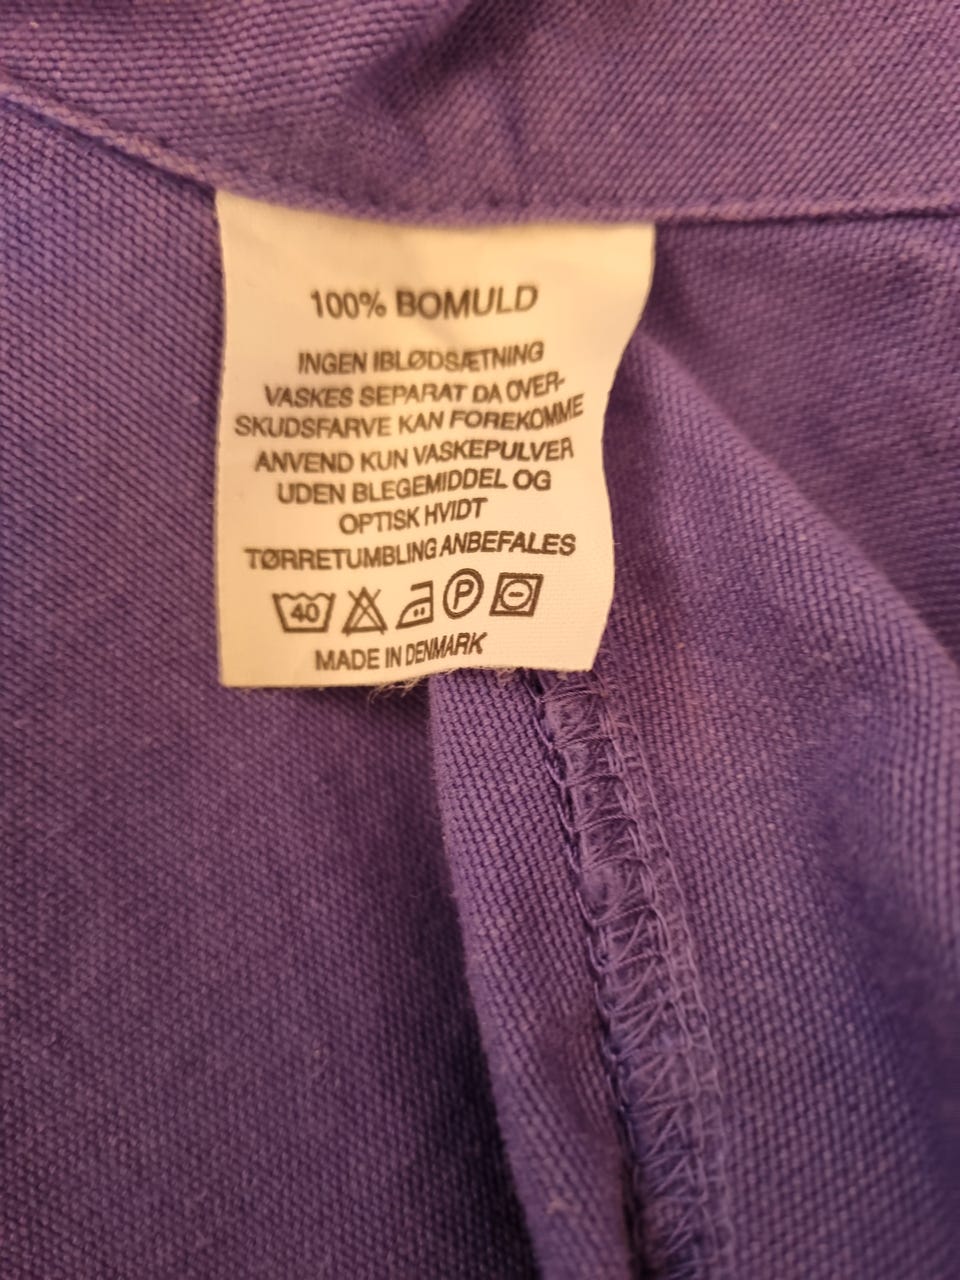 100% BOMULD
INGEN IBLØDSÆTNING
VASKES SEPARAT DA OVER-
SKUDSFARVE KAN FOREKOMME
ANVEND KUN VASKEPULVER
UDEN BLEGEMIDDEL OG
OPTISK HVIDT
TØRRETUMBLING ANBEFALES
40 P
MADE IN DENMARK